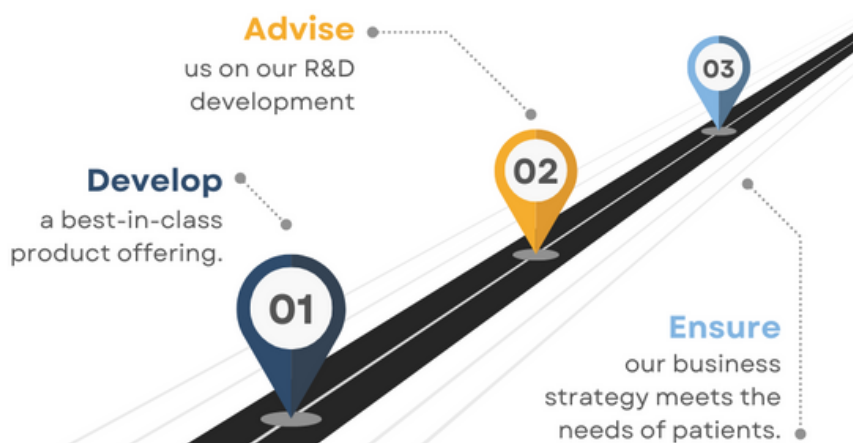 Advise
us on our R&D
development
03
02
Develop
a best-in-class
product offering.
01
Ensure
our business
strategy meets the
needs of patients.